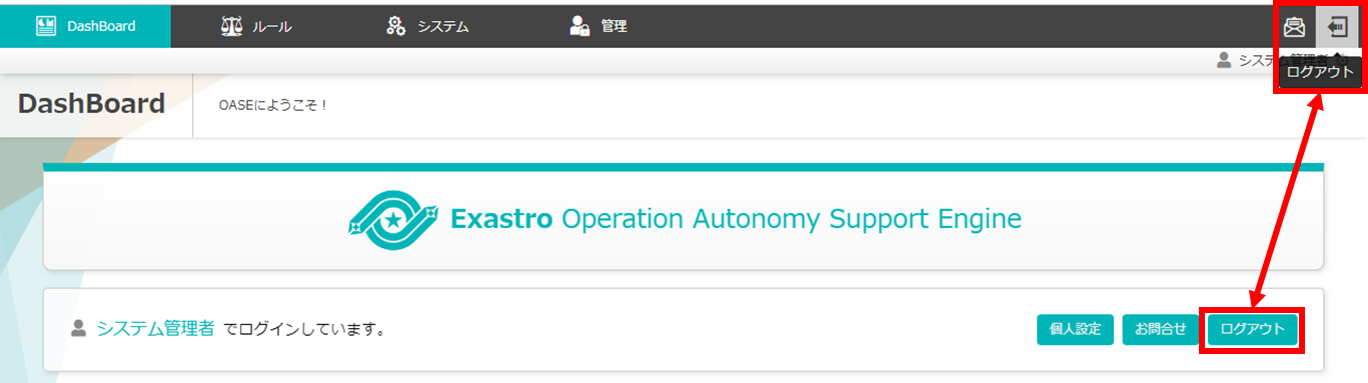 DashBoard ルール システム 管理
システム管理者
ログアウト
DashBoard OASEにようこそ！
Exastro Operation Autonomy Support Engine
システム管理者 でログインしています。 個人設定 お問合せ ログアウト